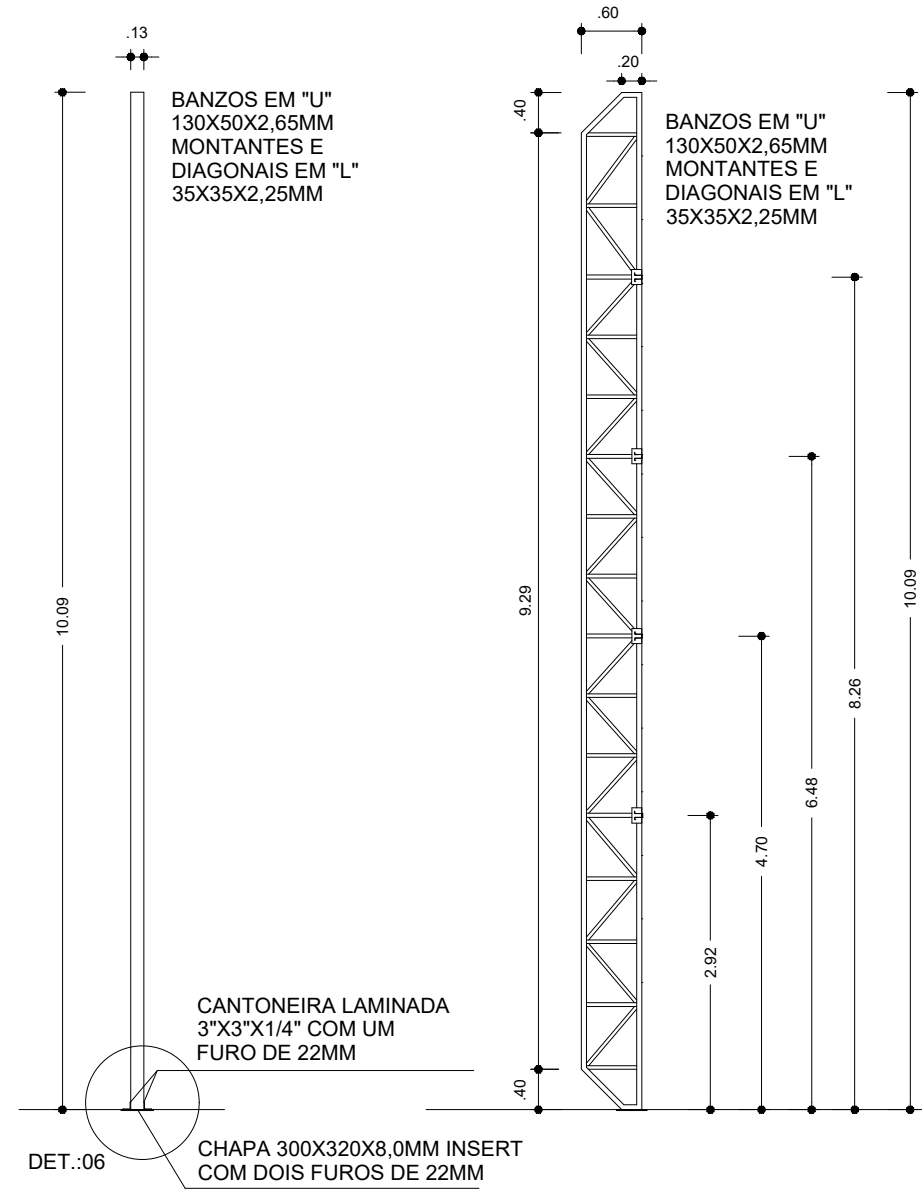 .13
BANZOS EM "U"
130X50X2,65MM
MONTANTES E
DIAGONAIS EM "L"
35X35X2,25MM
10.09
CANTONEIRA LAMINADA
3"X3"X1/4" COM UM
FURO DE 22MM
CHAPA 300X320X8,0MM INSERT
COM DOIS FUROS DE 22MM
DET.:06
.60
.20
.40
BANZOS EM "U"
130X50X2,65MM
MONTANTES E
DIAGONAIS EM "L"
35X35X2,25MM
9.29
.40
2.92
4.70
6.48
8.26
10.09